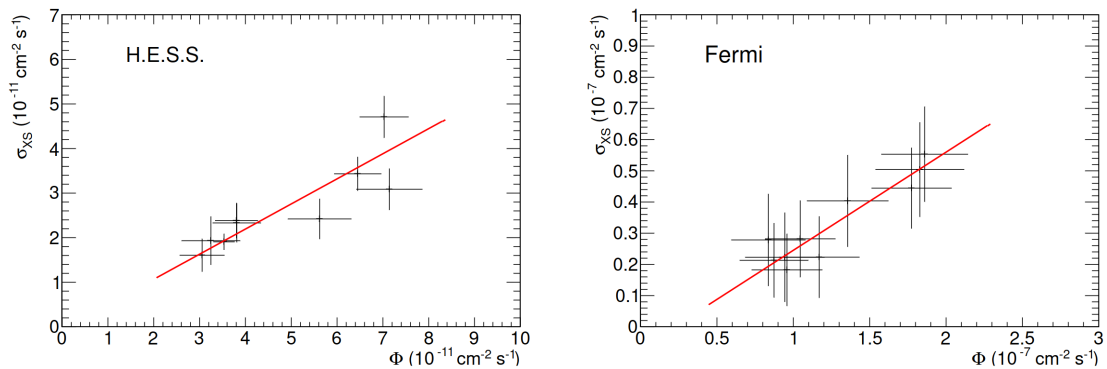 H.E.S.S.
σXS (10-11 cm-2 s-1)
7
6
5
4
3
2
1
0
0 1 2 3 4 5 6 7 8 9 10
Φ (10-11 cm-2 s-1)
Fermi
σXS (10-7 cm-2 s-1)
1
0.9
0.8
0.7
0.6
0.5
0.4
0.3
0.2
0.1
0
0 0.5 1 1.5 2 2.5 3
Φ (10-7 cm-2 s-1)